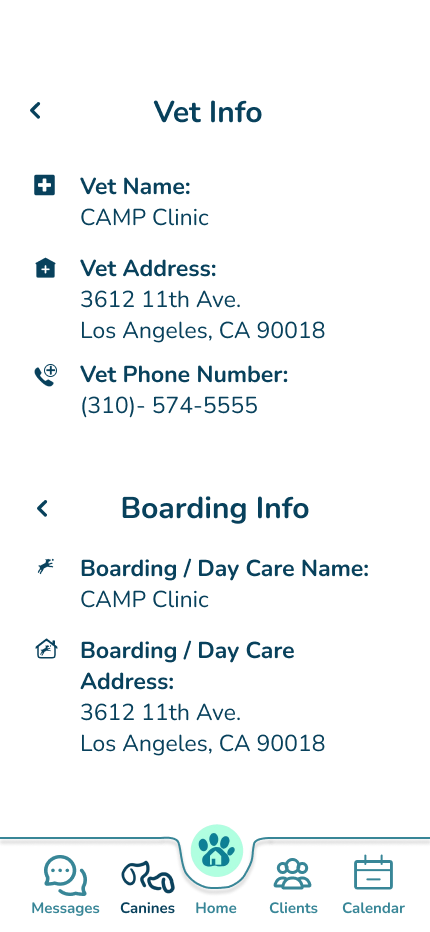 Vet Info
Vet Name:
CAMP Clinic
Vet Address:
3612 11th Ave.
Los Angeles, CA 90018
Vet Phone Number:
(310)- 574-5555
Boarding Info
Boarding / Day Care Name:
CAMP Clinic
Boarding / Day Care
Address:
3612 11th Ave.
Los Angeles, CA 90018
Messages Canines Home Clients Calendar